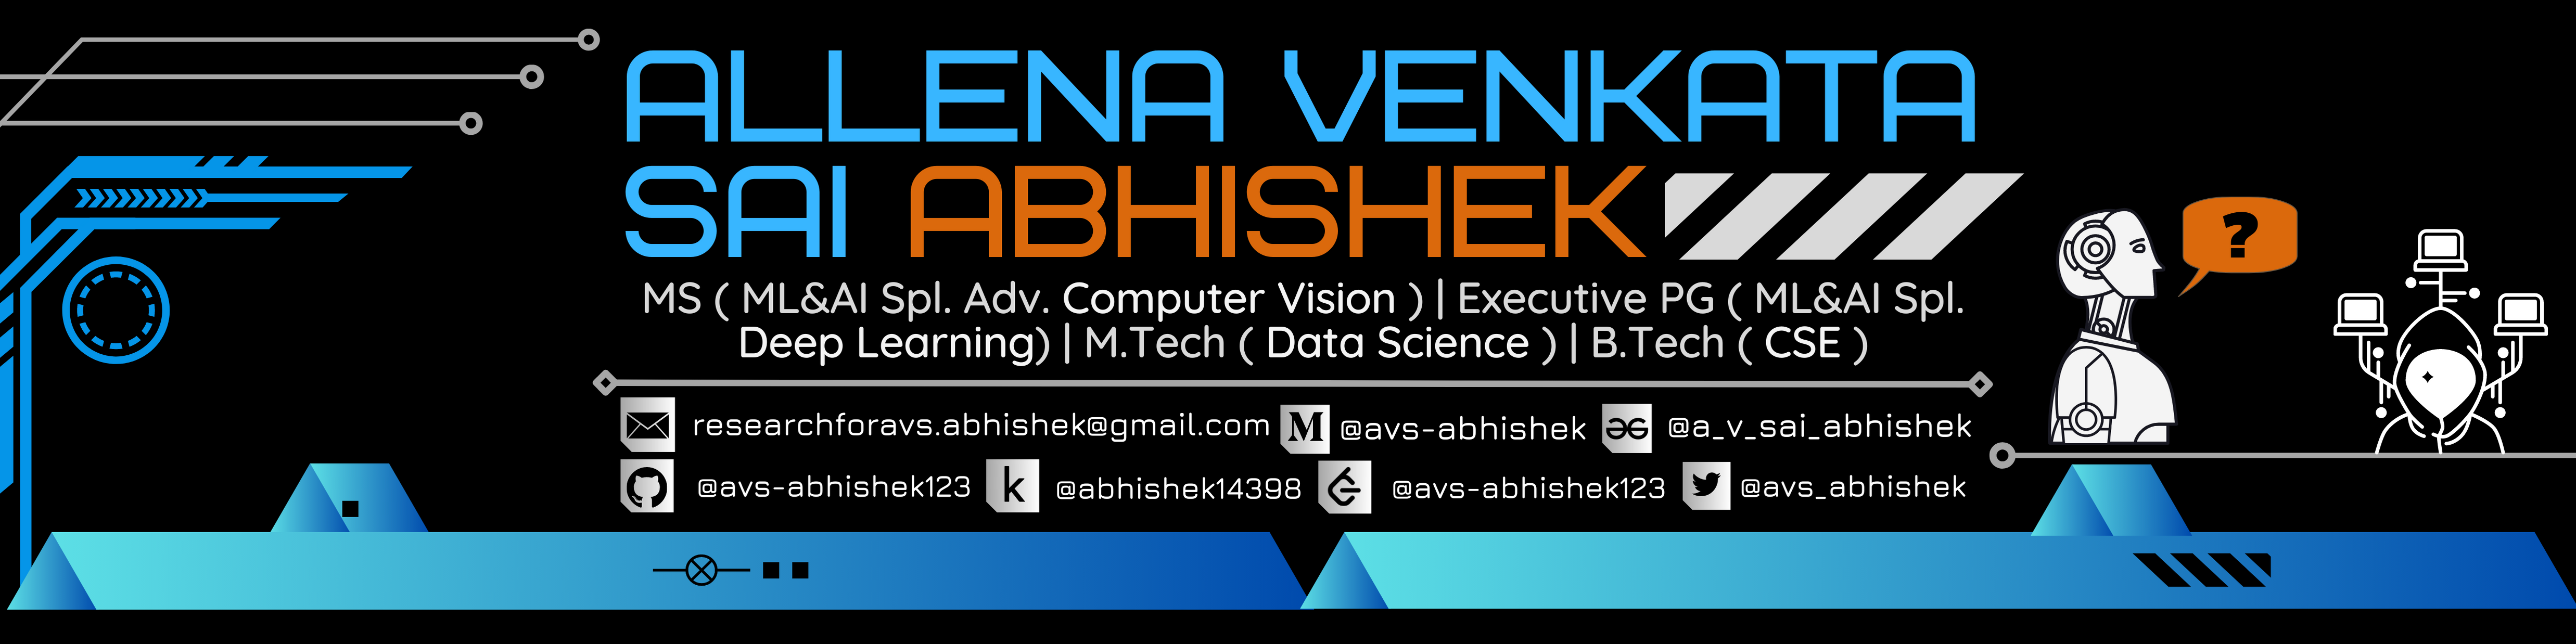 ALLENA VENKATA
SAI ABHISHEK
?
MS ( ML&AI Spl. Adv. Computer Vision ) | Executive PG ( ML&AI Spl.
Deep Learning) | M.Tech ( Data Science ) | B.Tech ( CSE )
researchforavs.abhishek@gmail.com M @avs-abhishek @a_v_sai_abhishek
@avs-abhishek123 k @abhishek14398 @avs-abhishek123 @avs_abhishek